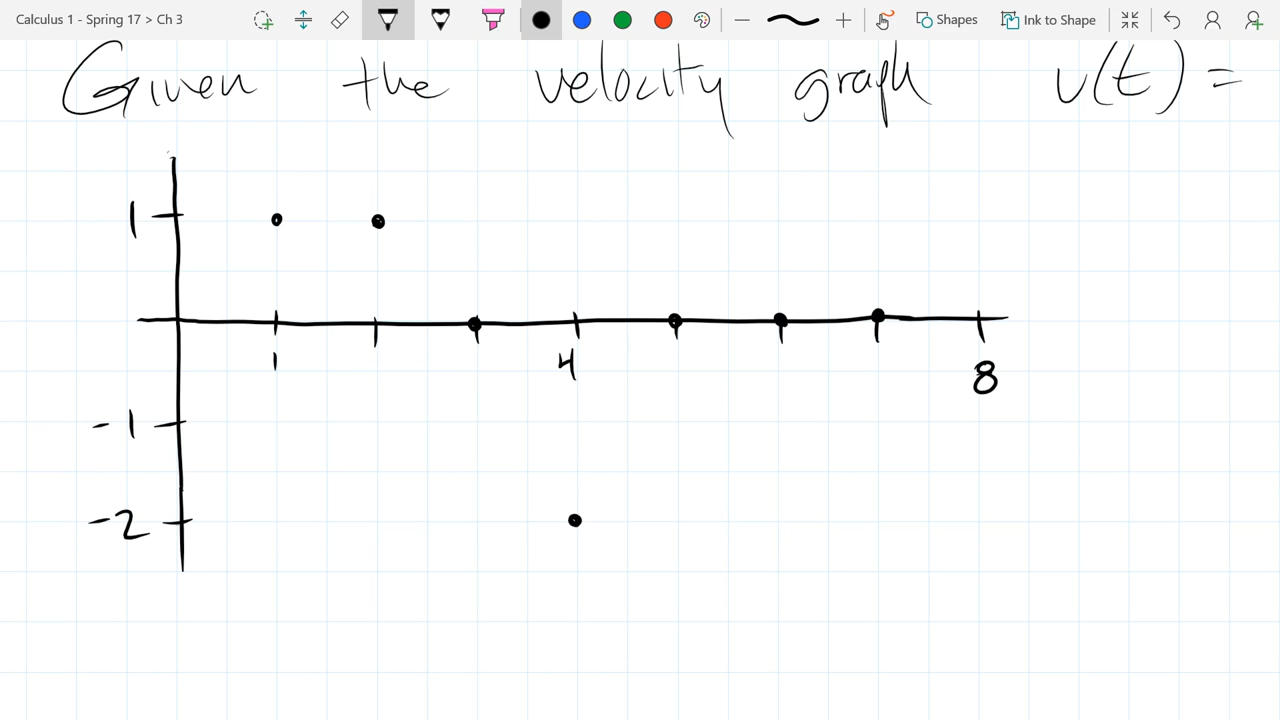 Calculus 1 - Spring 17 > Ch 3
Shapes
Ink to Shape
Given the velocity graph v(t) =
1
1
4
8
-1
-2